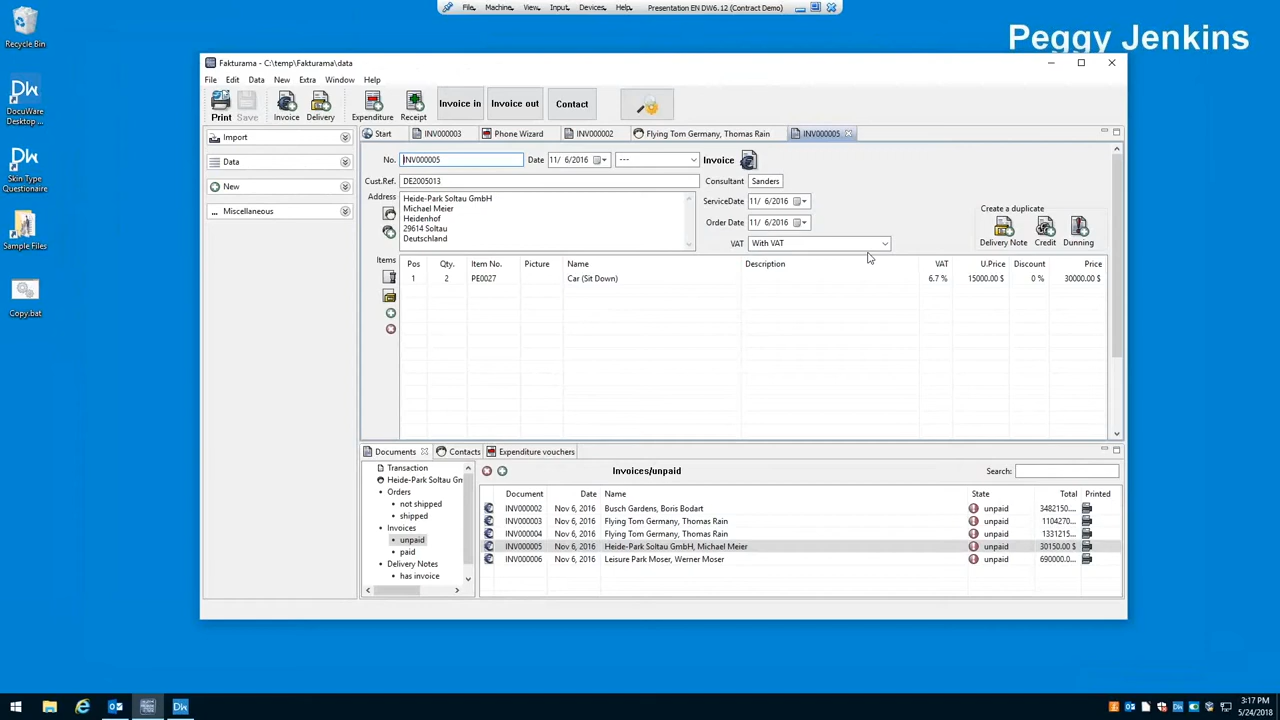 File Machine View Input Devices Help Presentation EN DW6.12 (Contract Demo)
Peggy Jenkins
Recycle Bin
DocuWare Desktop ...
Skin Type Questionaire
Sample Files
Copy.bat
Fakturama - C:\temp\Fakturama\data
File Edit Data New Extra Window Help
Print Save Invoice Delivery Expenditure Receipt Invoice in Invoice out Contact
Import
Data
New
Miscellaneous
Start INV000003 Phone Wizard INV000002 Flying Tom Germany, Thomas Rain INV000005
No. INV000005 Date 11/ 6/2016 --- Invoice
Cust.Ref. DE2005013 Consultant Sanders
Address
Heide-Park Soltau GmbH
Michael Meier
Heidenhof
29614 Soltau
Deutschland
ServiceDate 11/ 6/2016
Order Date 11/ 6/2016
VAT With VAT
Create a duplicate
Delivery Note Credit Dunning
Items Pos Qty. Item No. Picture Name Description VAT U.Price Discount Price
1 2 PE0027 Car (Sit Down) 6.7 % 15000.00 $ 0 % 30000.00 $
Documents Contacts Expenditure vouchers
Transaction
Heide-Park Soltau Gm
Orders
not shipped
shipped
Invoices
unpaid
paid
Delivery Notes
has invoice
Invoices/unpaid Search:
Document Date Name State Total Printed
INV000002 Nov 6, 2016 Busch Gardens, Boris Bodart unpaid 3482150....
INV000003 Nov 6, 2016 Flying Tom Germany, Thomas Rain unpaid 1104270...
INV000004 Nov 6, 2016 Flying Tom Germany, Thomas Rain unpaid 1331215...
INV000005 Nov 6, 2016 Heide-Park Soltau GmbH, Michael Meier unpaid 30150.00 $
INV000006 Nov 6, 2016 Leisure Park Moser, Werner Moser unpaid 690000.0...
3:17 PM
5/24/2018